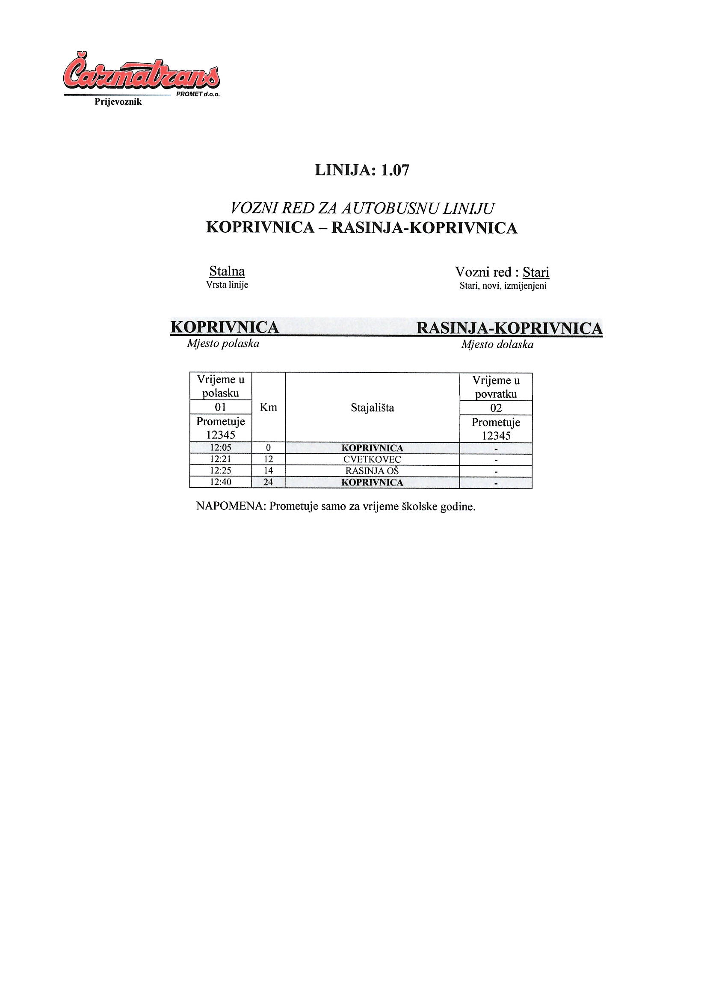 Čazmatrans
PROMET d.o.o.
Prijevoznik
LINIJA: 1.07
VOZNI RED ZA AUTOBUSNU LINIJU
KOPRIVNICA – RASINJA-KOPRIVNICA
Stalna Vozni red : Stari
Vrsta linije Stari, novi, izmijenjeni
KOPRIVNICA RASINJA-KOPRIVNICA
Mjesto polaska Mjesto dolaska
Vrijeme u polasku Km Stajališta Vrijeme u povratku
01 02
Prometuje 12345 Prometuje 12345
12:05 0 KOPRIVNICA -
12:21 12 CVETKOVEC -
12:25 14 RASINJA OŠ -
12:40 24 KOPRIVNICA -
NAPOMENA: Prometuje samo za vrijeme školske godine.